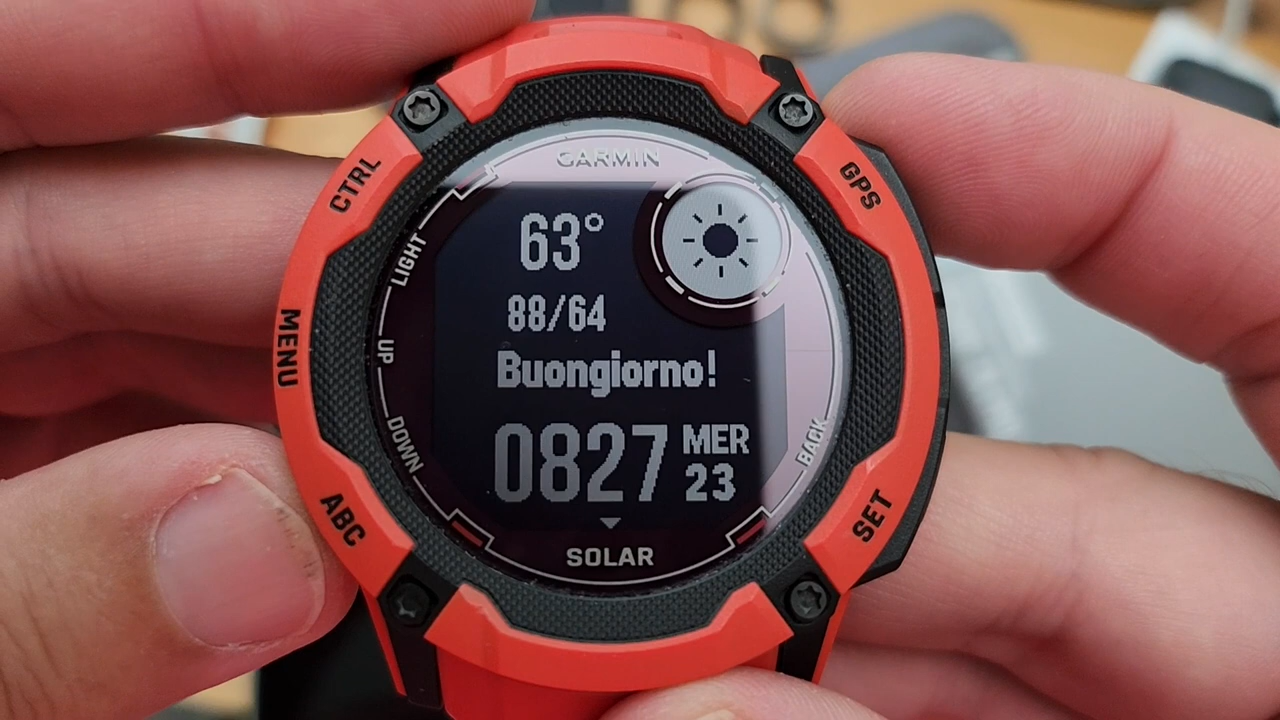 GARMIN
CTRL
GPS
LIGHT
63°
88/64
MENU
UP
Buongiorno!
DOWN
0827
MER
23
BACK
ABC
SET
SOLAR